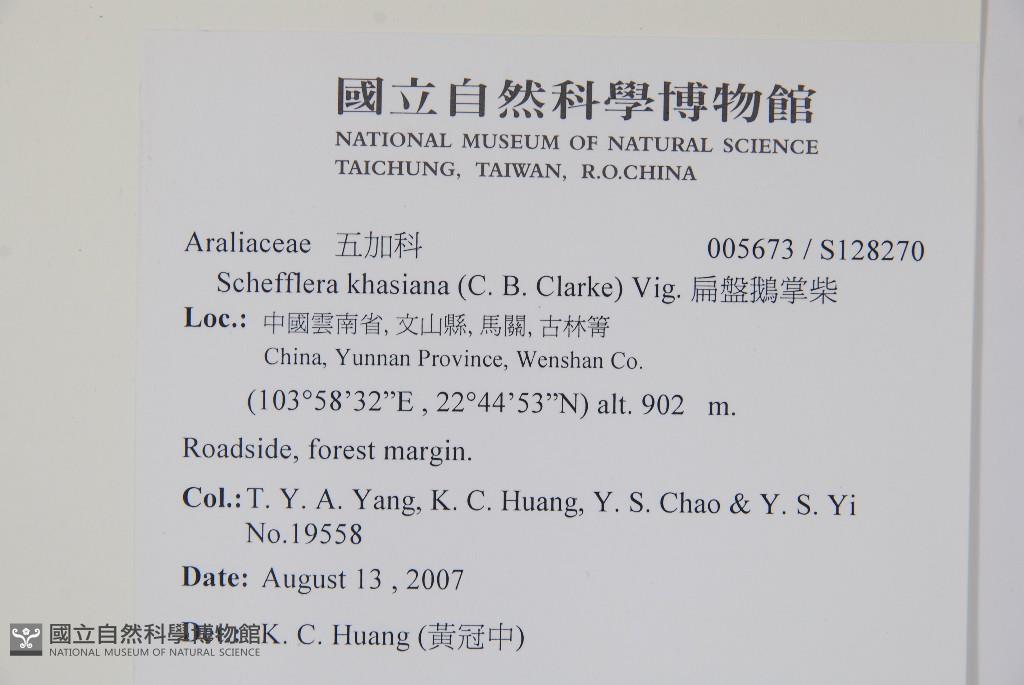 國立自然科學博物館
NATIONAL MUSEUM OF NATURAL SCIENCE
TAICHUNG, TAIWAN, R.O.CHINA
Araliaceae 五加科 005673 / S128270
Schefflera khasiana (C. B. Clarke) Vig. 扁盤鵝掌柴
Loc.: 中國雲南省, 文山縣, 馬關, 古林箐
China, Yunnan Province, Wenshan Co.
(103°58’32”E , 22°44’53”N) alt. 902 m.
Roadside, forest margin.
Col.: T. Y. A. Yang, K. C. Huang, Y. S. Chao & Y. S. Yi
No.19558
Date: August 13 , 2007
K. C. Huang (黃冠中)
國立自然科學博物館
NATIONAL MUSEUM OF NATURAL SCIENCE